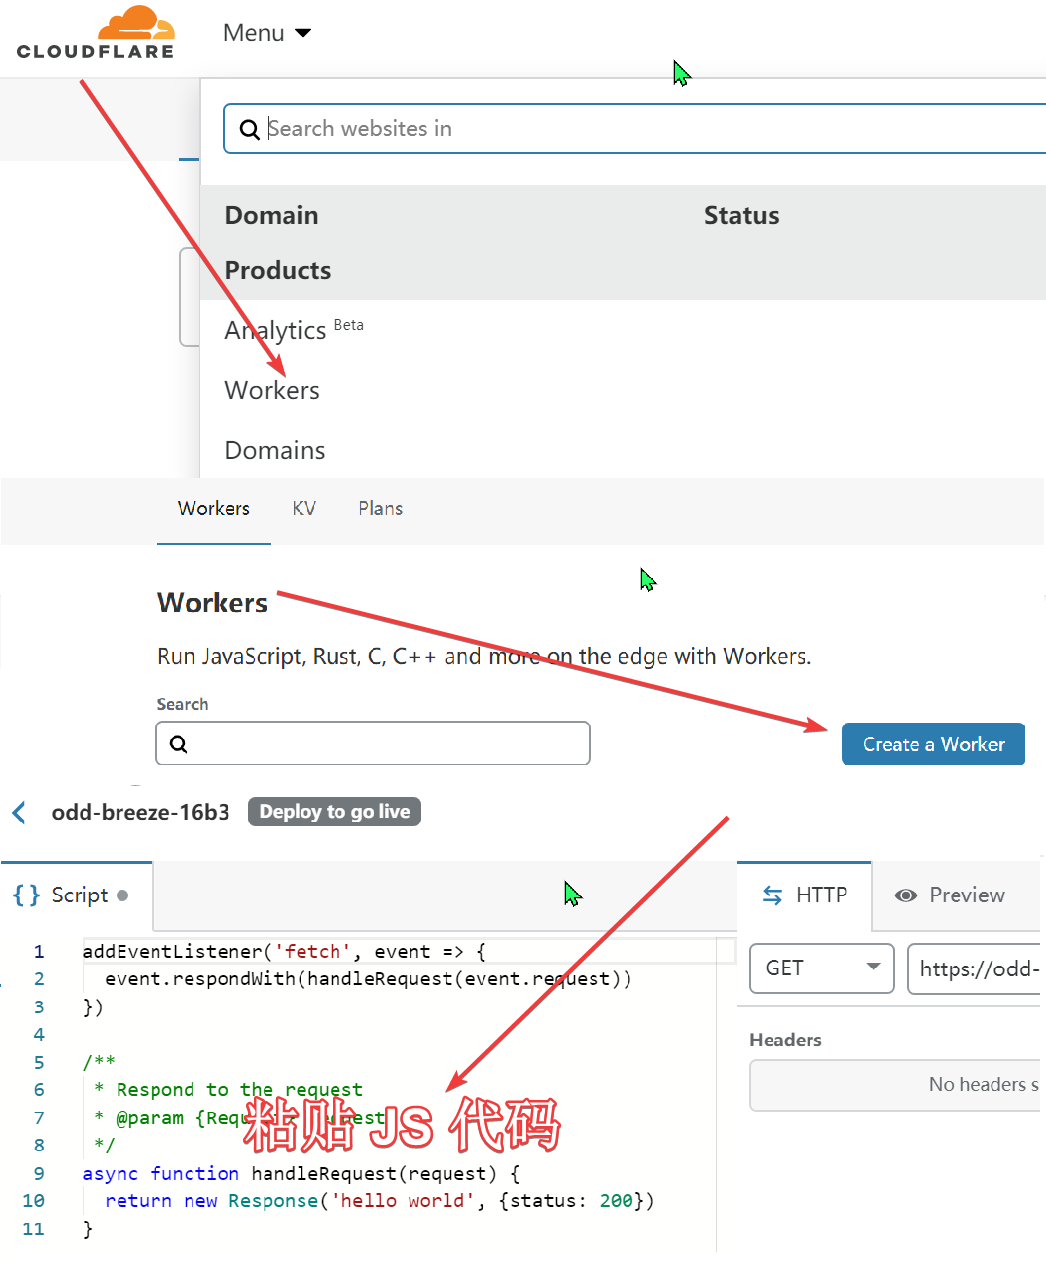 CLOUDFLARE
Menu
Search websites in
Domain Status
Products
Analytics Beta
Workers
Domains
Workers KV Plans
Workers
Run JavaScript, Rust, C, C++ and more on the edge with Workers.
Search
Create a Worker
odd-breeze-16b3 Deploy to go live
{} Script HTTP Preview
GET https://odd-
Headers
No headers s
1 addEventListener('fetch', event => {
2 event.respondWith(handleRequest(event.request))
3 })
4
5 /**
6 * Respond to the request
7 * @param {Requ est
粘贴 JS 代码
8 */
9 async function handleRequest(request) {
10 return new Response('hello world', {status: 200})
11 }